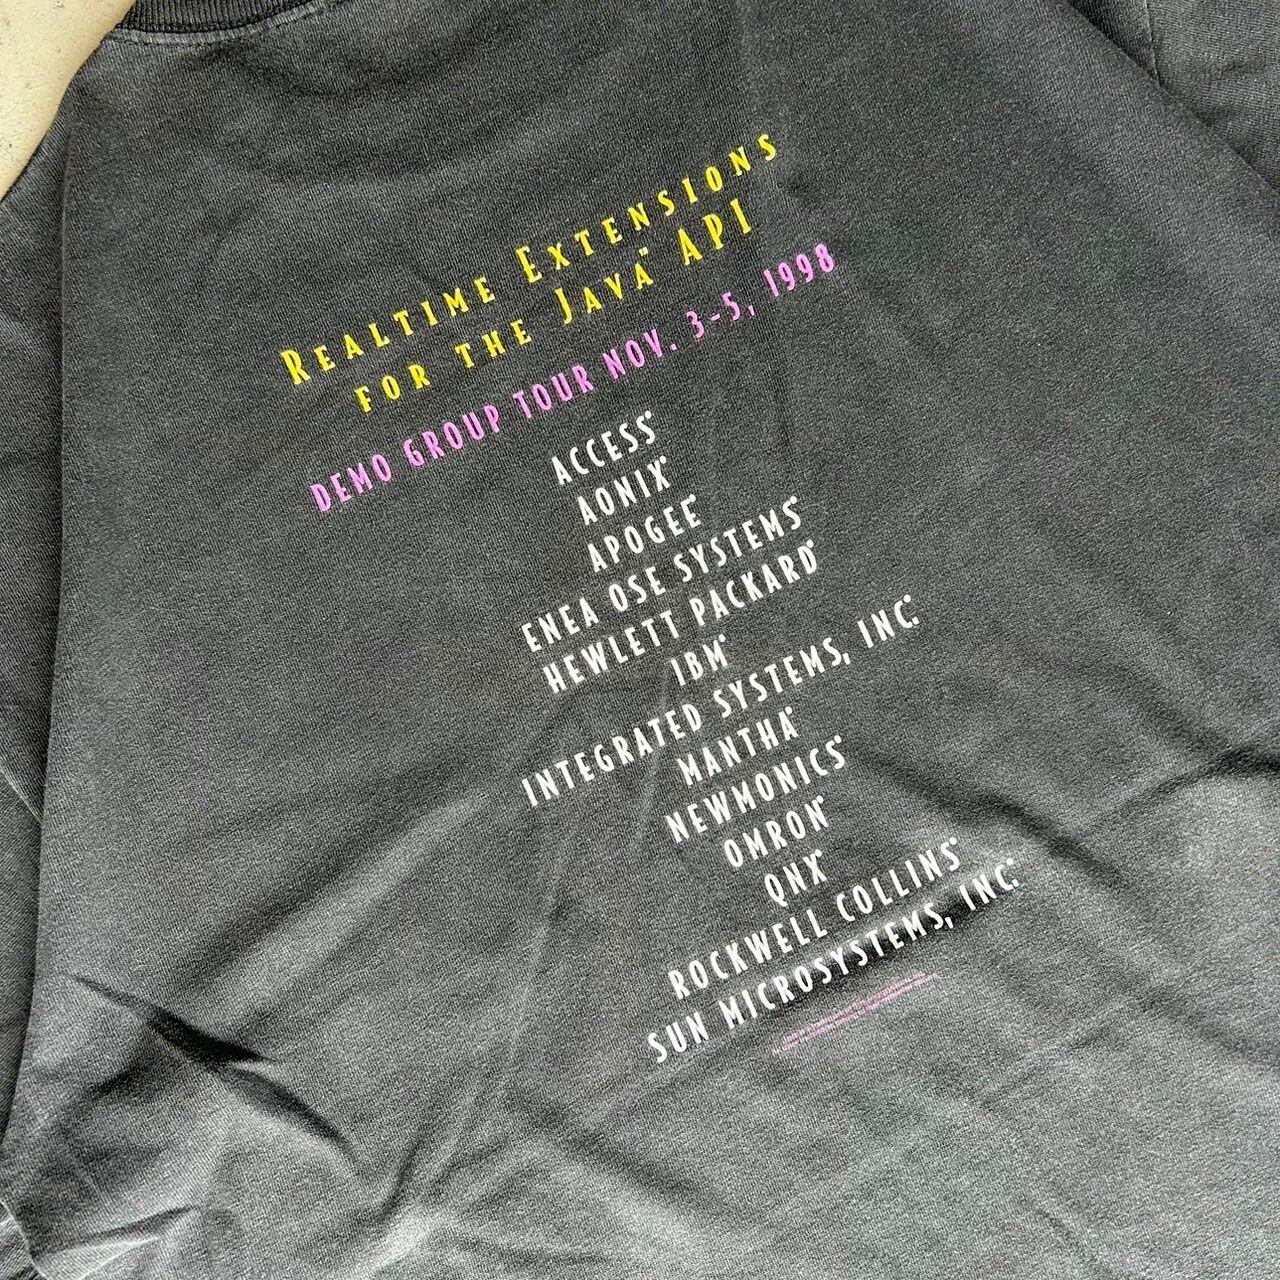 Realtime Extensions
for the Java™ API
DEMO GROUP TOUR NOV. 3-5, 1998
ACCESS
AONIX
APOGEE
ENEA OSE SYSTEMS
HEWLETT PACKARD
IBM
INTEGRATED SYSTEMS, INC.
MANTHA
NEWMONICS
OMRON
QNX
ROCKWELL COLLINS
SUN MICROSYSTEMS, INC.